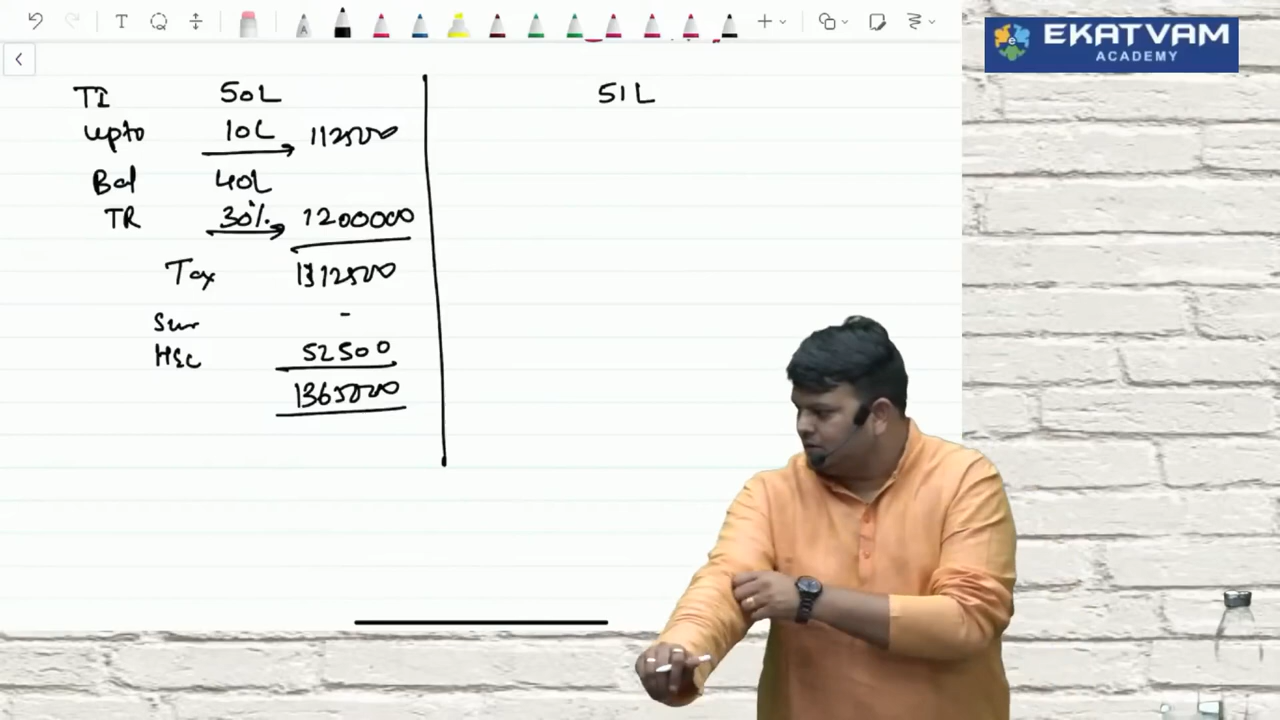 EKATVAM
ACADEMY
TI 50L
upto 10L 112500
Bal 40L
TR 30% 1200000
Tax 1312500
Sur -
HEC 52500
1365000
51L